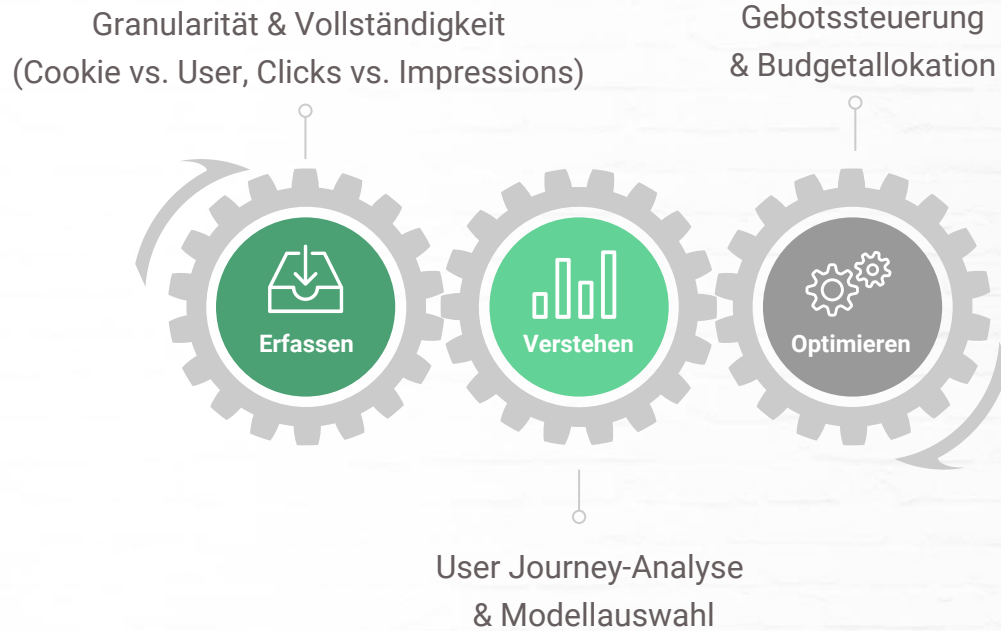 Granularität & Vollständigkeit
(Cookie vs. User, Clicks vs. Impressions)
Gebotssteuerung
& Budgetallokation
Erfassen
Verstehen
Optimieren
User Journey-Analyse
& Modellauswahl